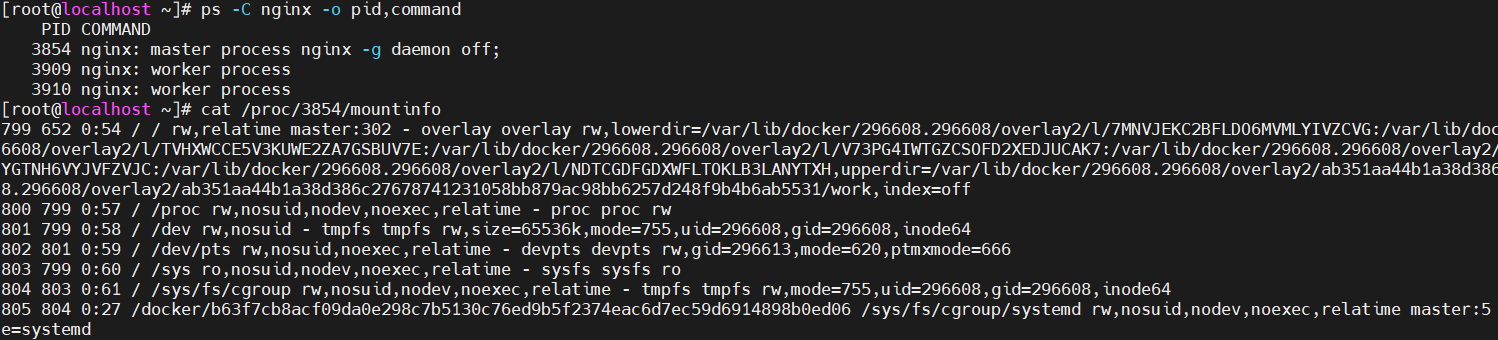 [root@localhost ~]# ps -C nginx -o pid,command
PID COMMAND
3854 nginx: master process nginx -g daemon off;
3909 nginx: worker process
3910 nginx: worker process
[root@localhost ~]# cat /proc/3854/mountinfo
799 652 0:54 / / rw,relatime master:302 - overlay overlay rw,lowerdir=/var/lib/docker/296608.296608/overlay2/l/7MNVJEKC2BFLDO6MVMLYIVZCVG:/var/lib/doc
6608/overlay2/l/TVHXWCCE5V3KUWE2ZA7GSBUV7E:/var/lib/docker/296608.296608/overlay2/l/V73PG4IWTGZCSOFD2XEDJUCAK7:/var/lib/docker/296608.296608/overlay2/
YGTNH6VYJVFZVJC:/var/lib/docker/296608.296608/overlay2/l/NDTCGDFGDXWFLTOKLB3LANYTXH,upperdir=/var/lib/docker/296608.296608/overlay2/ab351aa44b1a38d386
8.296608/overlay2/ab351aa44b1a38d386c27678741231058bb879ac98bb6257d248f9b4b6ab5531/work,index=off
800 799 0:57 / /proc rw,nosuid,nodev,noexec,relatime - proc proc rw
801 799 0:58 / /dev rw,nosuid - tmpfs tmpfs rw,size=65536k,mode=755,uid=296608,gid=296608,inode64
802 801 0:59 / /dev/pts rw,nosuid,noexec,relatime - devpts devpts rw,gid=296613,mode=620,ptmxmode=666
803 799 0:60 / /sys ro,nosuid,nodev,noexec,relatime - sysfs sysfs ro
804 803 0:61 / /sys/fs/cgroup rw,nosuid,nodev,noexec,relatime - tmpfs tmpfs rw,mode=755,uid=296608,gid=296608,inode64
805 804 0:27 /docker/b63f7cb8acf09da0e298c7b5130c76ed9b5f2374eac6d7ec59d6914898b0ed06 /sys/fs/cgroup/systemd rw,nosuid,nodev,noexec,relatime master:5
e=systemd